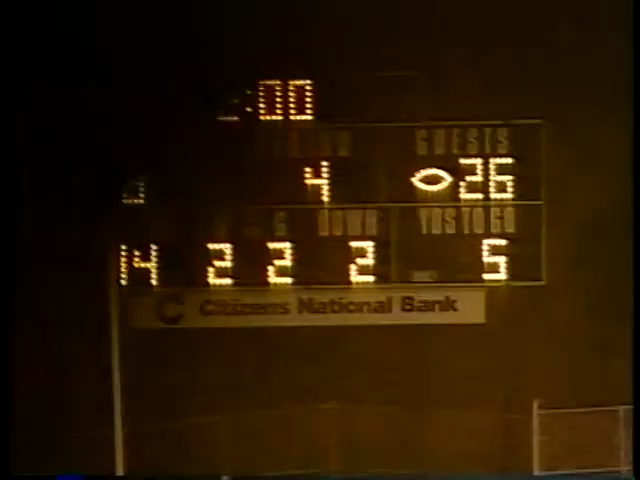 :00
GUESTS
4 26
DOWN YDS TO GO
14 2 2 2 5
C Citizens National Bank